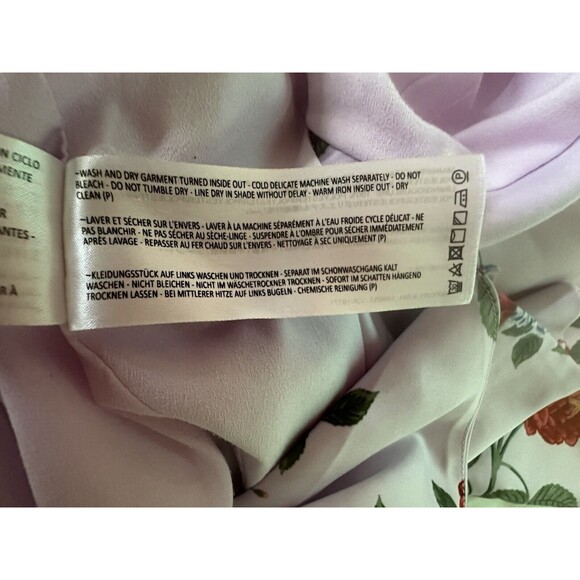 N CICLO
MENTE
R
ANTES -
R À
~WASH AND DRY GARMENT TURNED INSIDE OUT - COLD DELICATE MACHINE WASH SEPARATELY - DO NOT
BLEACH - DO NOT TUMBLE DRY - LINE DRY IN SHADE WITHOUT DELAY - WARM IRON INSIDE OUT - DRY
CLEAN (P)
~LAVER ET SÉCHER SUR L'ENVERS - LAVER À LA MACHINE SÉPARÉMENT À L'EAU FROIDE CYCLE DÉLICAT - NE
PAS BLANCHIR - NE PAS SÉCHER AU SÈCHE-LINGE - SUSPENDRE À L'OMBRE POUR SÉCHER IMMÉDIATEMENT
APRÈS LAVAGE - REPASSER AU FER CHAUD SUR L'ENVERS - NETTOYAGE À SEC UNIQUEMENT (P)
~KLEIDUNGSSTÜCK AUF LINKS WASCHEN UND TROCKNEN - SEPARAT IM SCHONWASCHGANG KALT
WASCHEN - NICHT BLEICHEN - NICHT IM WÄSCHETROCKNER TROCKNEN - SOFORT IM SCHATTEN HÄNGEND
TROCKNEN LASSEN - BEI MITTLERER HITZE AUF LINKS BÜGELN - CHEMISCHE REINIGUNG (P)